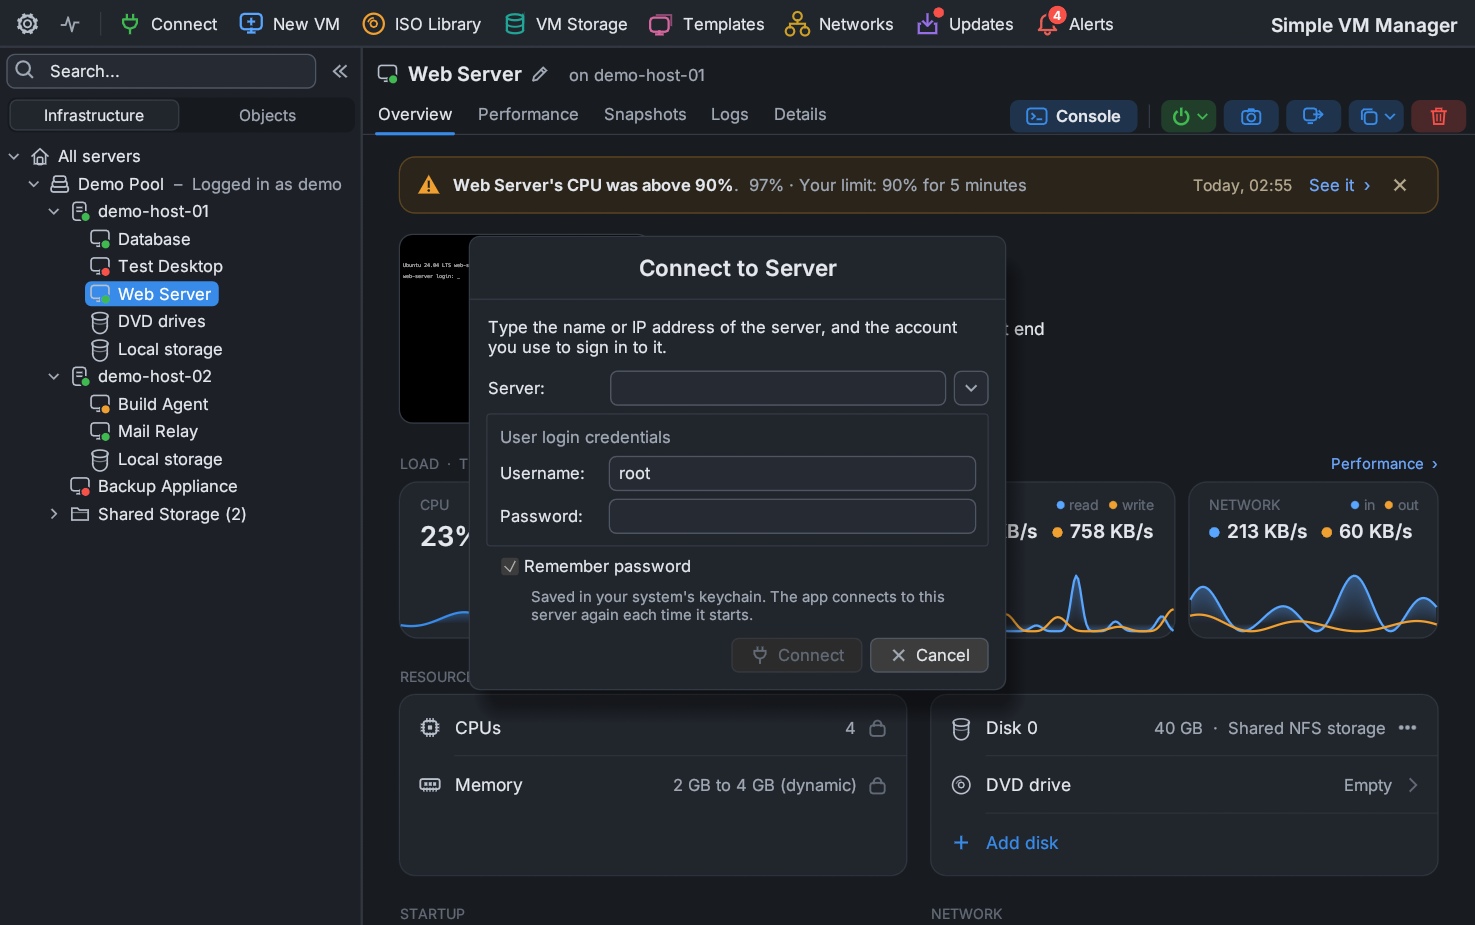 Connect
New VM
ISO Library
VM Storage
Templates
Networks
Updates
4
Alerts
Simple VM Manager
Search...
Infrastructure
Objects
All servers
Demo Pool – Logged in as demo
demo-host-01
Database
Test Desktop
Web Server
DVD drives
Local storage
demo-host-02
Build Agent
Mail Relay
Local storage
Backup Appliance
Shared Storage (2)
Web Server
on demo-host-01
Overview
Performance
Snapshots
Logs
Details
Console
Web Server's CPU was above 90%. 97% · Your limit: 90% for 5 minutes
Today, 02:55
See it ›
Ubuntu 24.04 LTS web-s
web-server login: _
end
Connect to Server
Type the name or IP address of the server, and the account
you use to sign in to it.
Server:
User login credentials
Username: root
Password:
Remember password
Saved in your system's keychain. The app connects to this
server again each time it starts.
Connect
Cancel
LOAD · T
Performance ›
CPU
23%
read
write
B/s
758 KB/s
NETWORK
in
out
213 KB/s
60 KB/s
RESOURC
CPUs
4
Memory
2 GB to 4 GB (dynamic)
Disk 0
40 GB · Shared NFS storage
DVD drive
Empty
Add disk
STARTUP
NETWORK